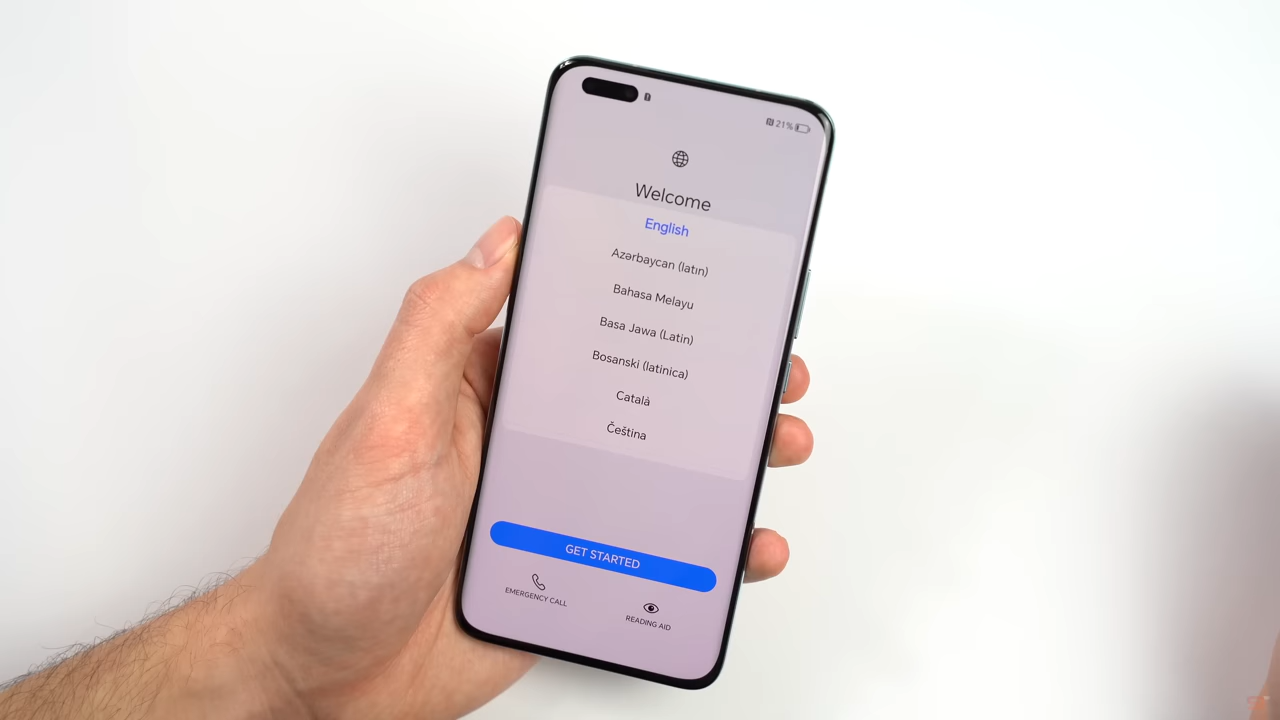 21%
Welcome
English
Azərbaycan (latın)
Bahasa Melayu
Basa Jawa (Latin)
Bosanski (latinica)
Català
Čeština
GET STARTED
EMERGENCY CALL
READING AID